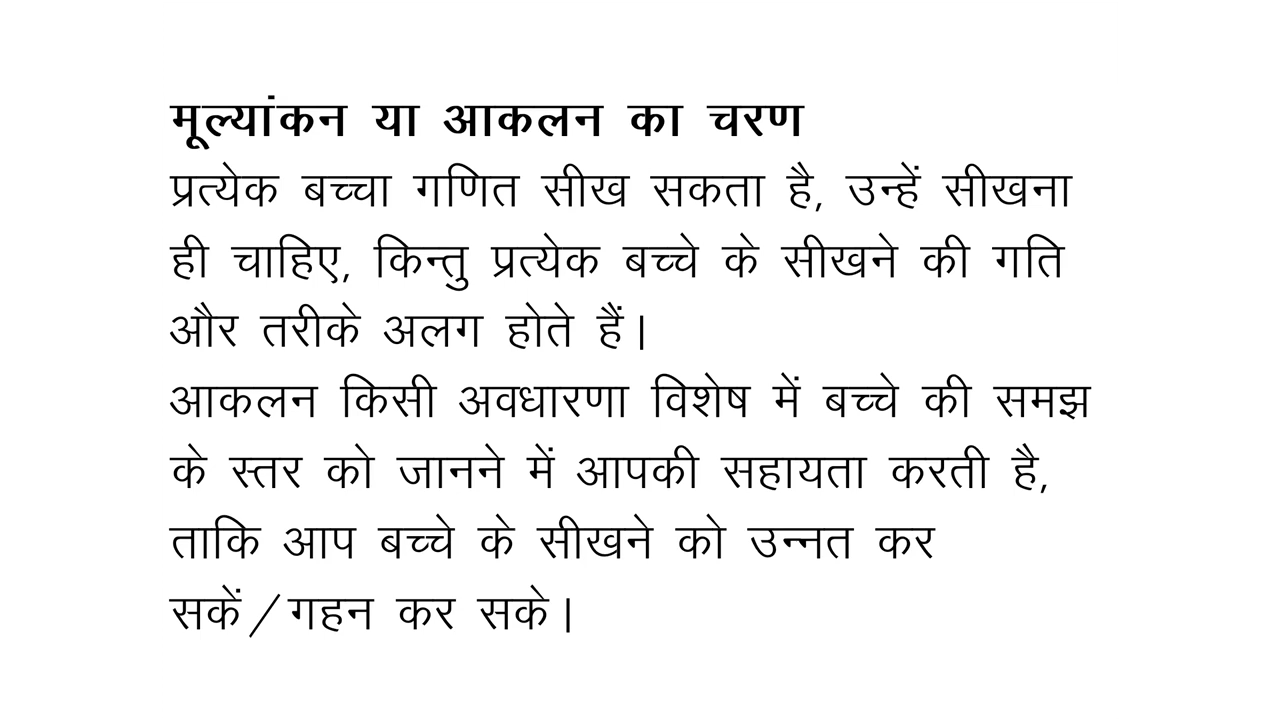 मूल्यांकन या आकलन का चरण
प्रत्येक बच्चा गणित सीख सकता है, उन्हें सीखना
ही चाहिए, किन्तु प्रत्येक बच्चे के सीखने की गति
और तरीके अलग होते हैं।
आकलन किसी अवधारणा विशेष में बच्चे की समझ
के स्तर को जानने में आपकी सहायता करती है,
ताकि आप बच्चे के सीखने को उन्नत कर
सकें/गहन कर सके।